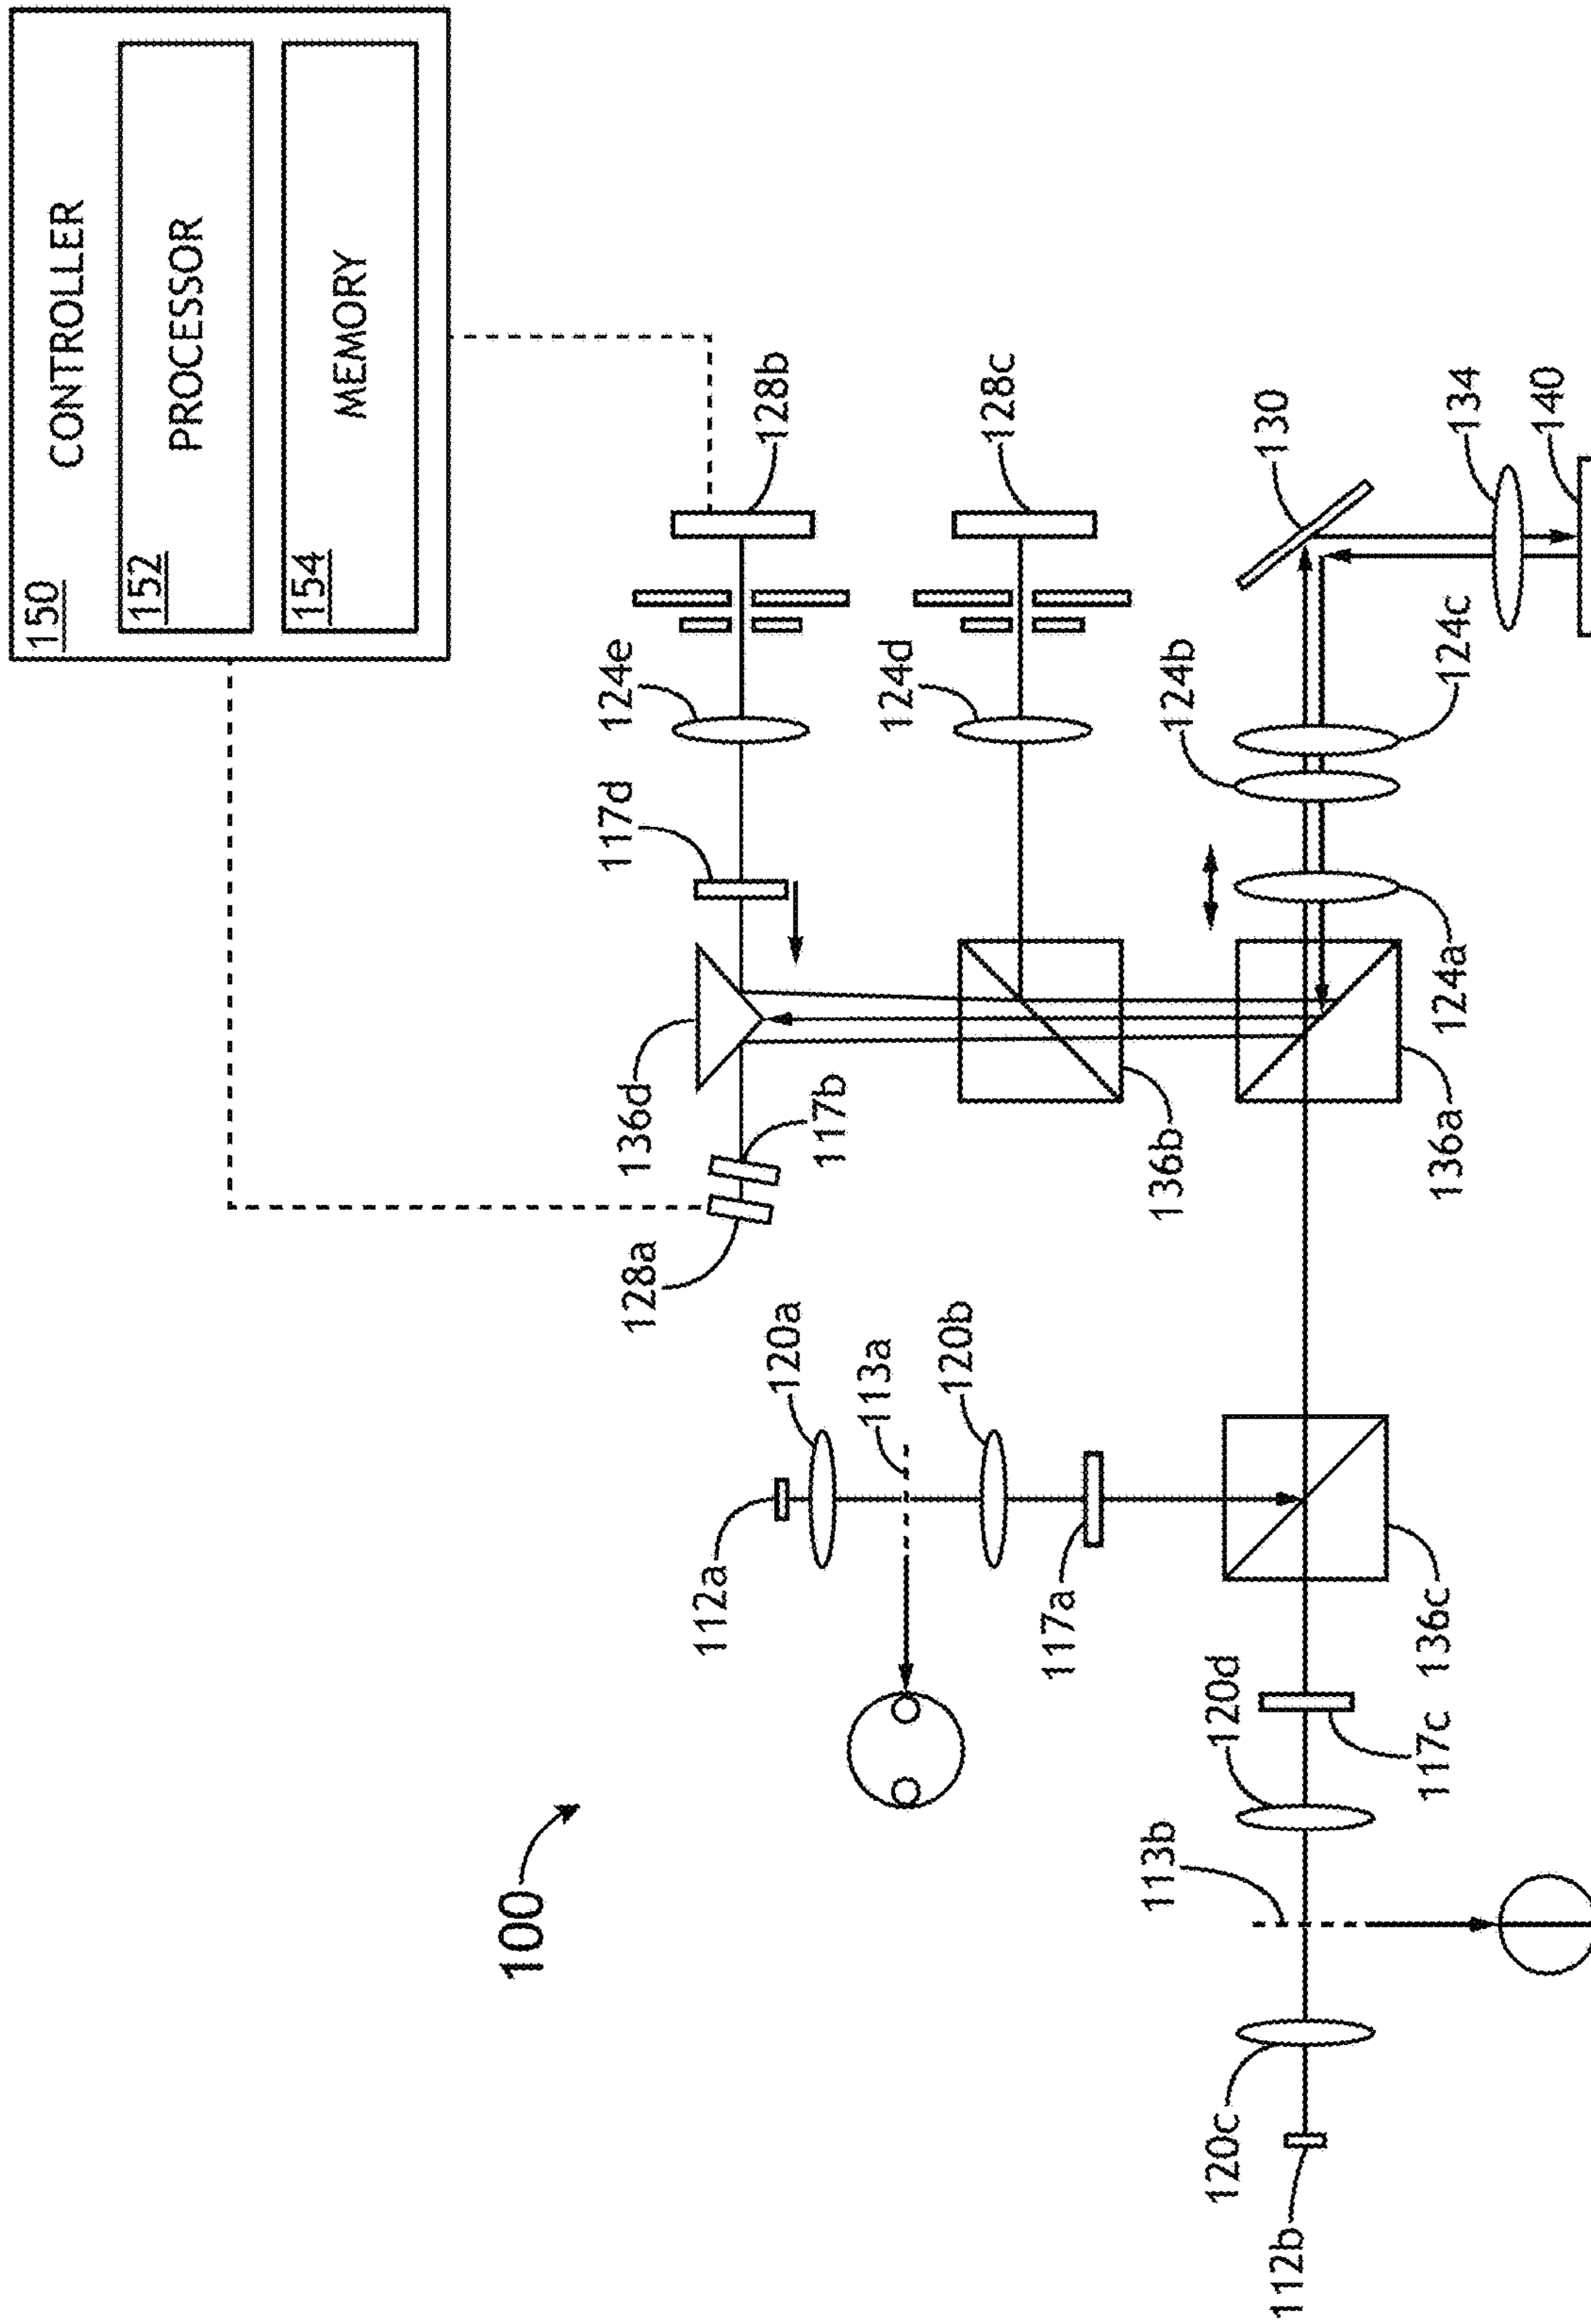 150
CONTROLLER
152
PROCESSOR
154
MEMORY
100
128b
128c
130
134
140
124e
124d
124b
124c
117d
124a
136d
117b
136b
136a
128a
120a
113a
120b
112a
117a
136c
120d
117c
113b
120c
112b